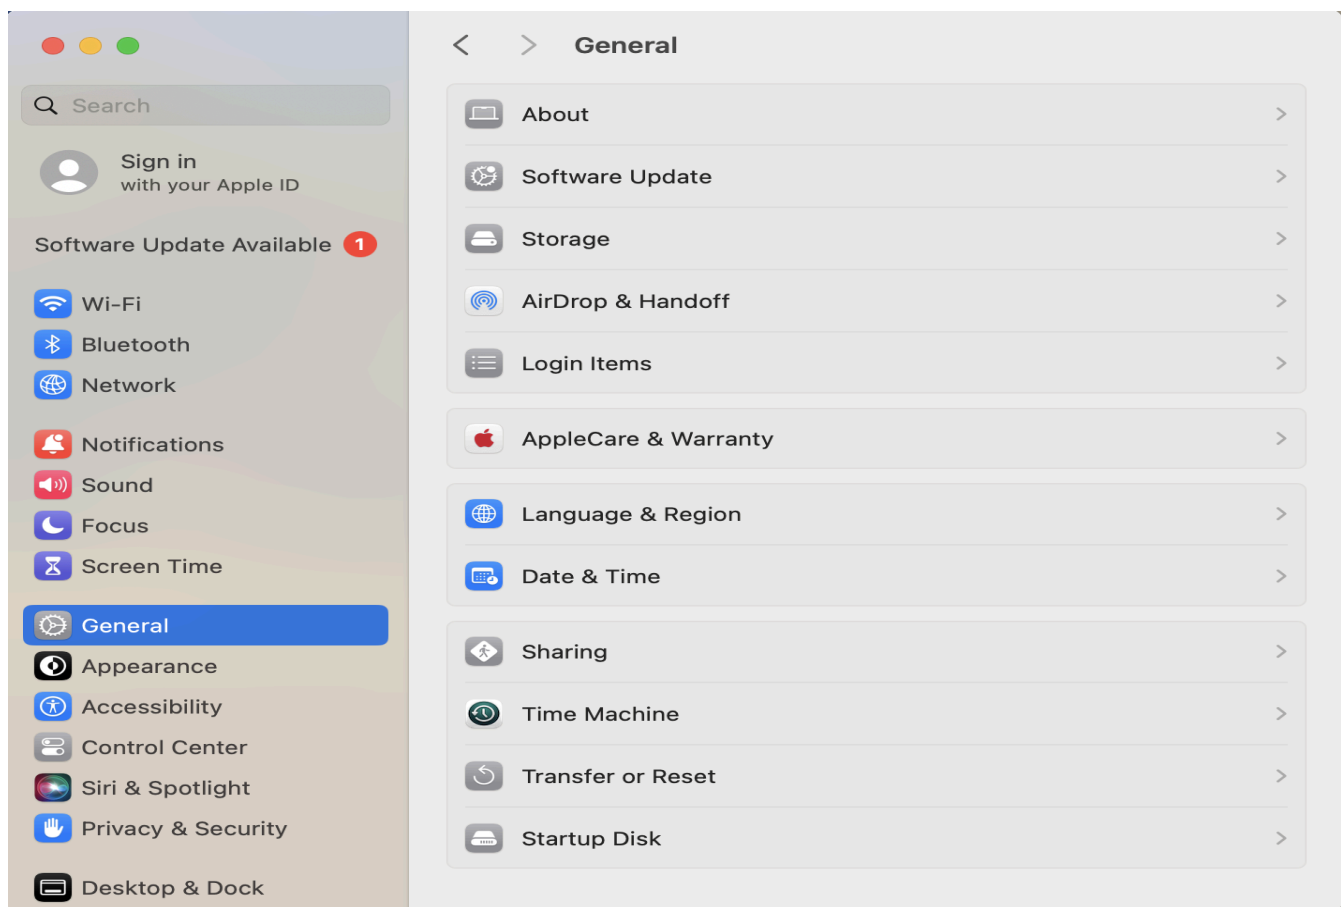 Search
Sign in
with your Apple ID
Software Update Available 1
Wi-Fi
Bluetooth
Network
Notifications
Sound
Focus
Screen Time
General
Appearance
Accessibility
Control Center
Siri & Spotlight
Privacy & Security
Desktop & Dock
General
About
Software Update
Storage
AirDrop & Handoff
Login Items
AppleCare & Warranty
Language & Region
Date & Time
Sharing
Time Machine
Transfer or Reset
Startup Disk